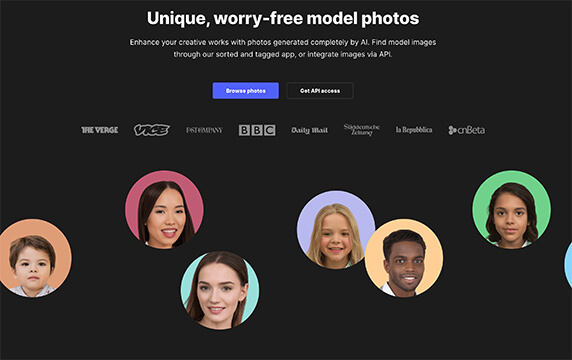 Unique, worry-free model photos
Enhance your creative works with photos generated completely by AI. Find model images
through our sorted and tagged app, or integrate images via API.
Browse photos Get API access
THE VERGE VICE FAST COMPANY BBC Daily Mail Süddeutsche Zeitung la Repubblica cnBeta